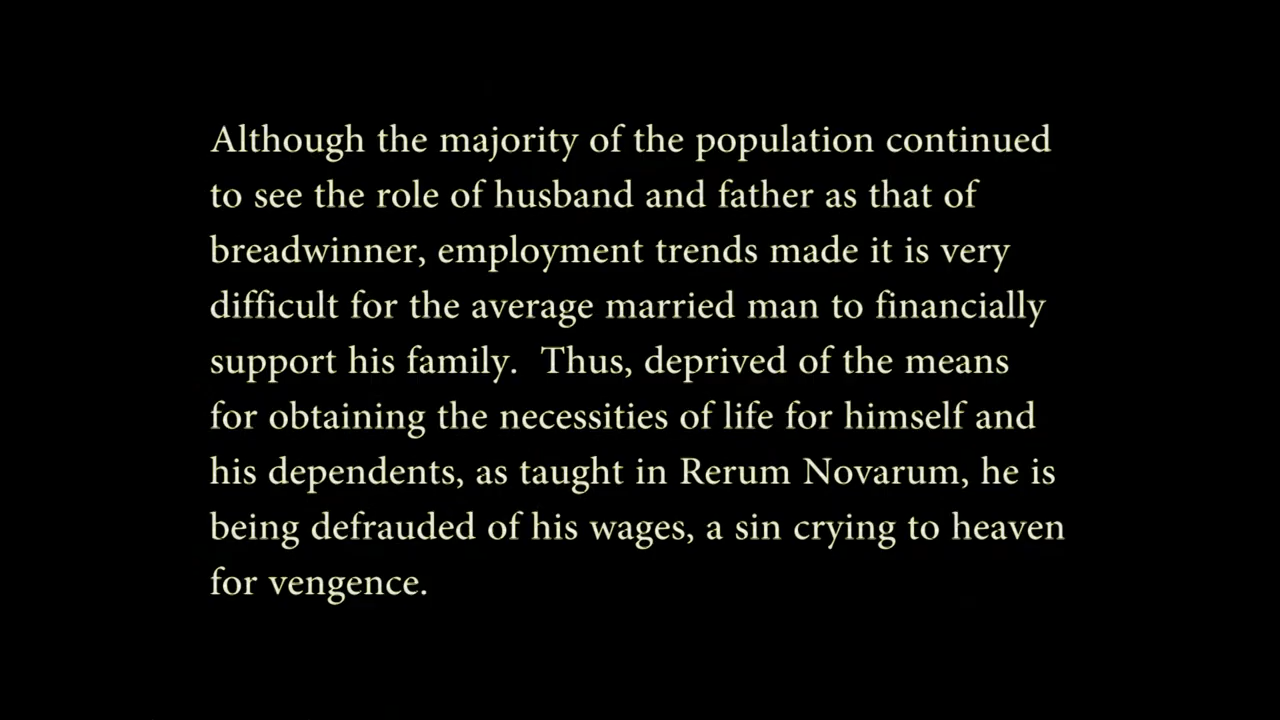 Although the majority of the population continued
to see the role of husband and father as that of
breadwinner, employment trends made it is very
difficult for the average married man to financially
support his family.  Thus, deprived of the means
for obtaining the necessities of life for himself and
his dependents, as taught in Rerum Novarum, he is
being defrauded of his wages, a sin crying to heaven
for vengence.